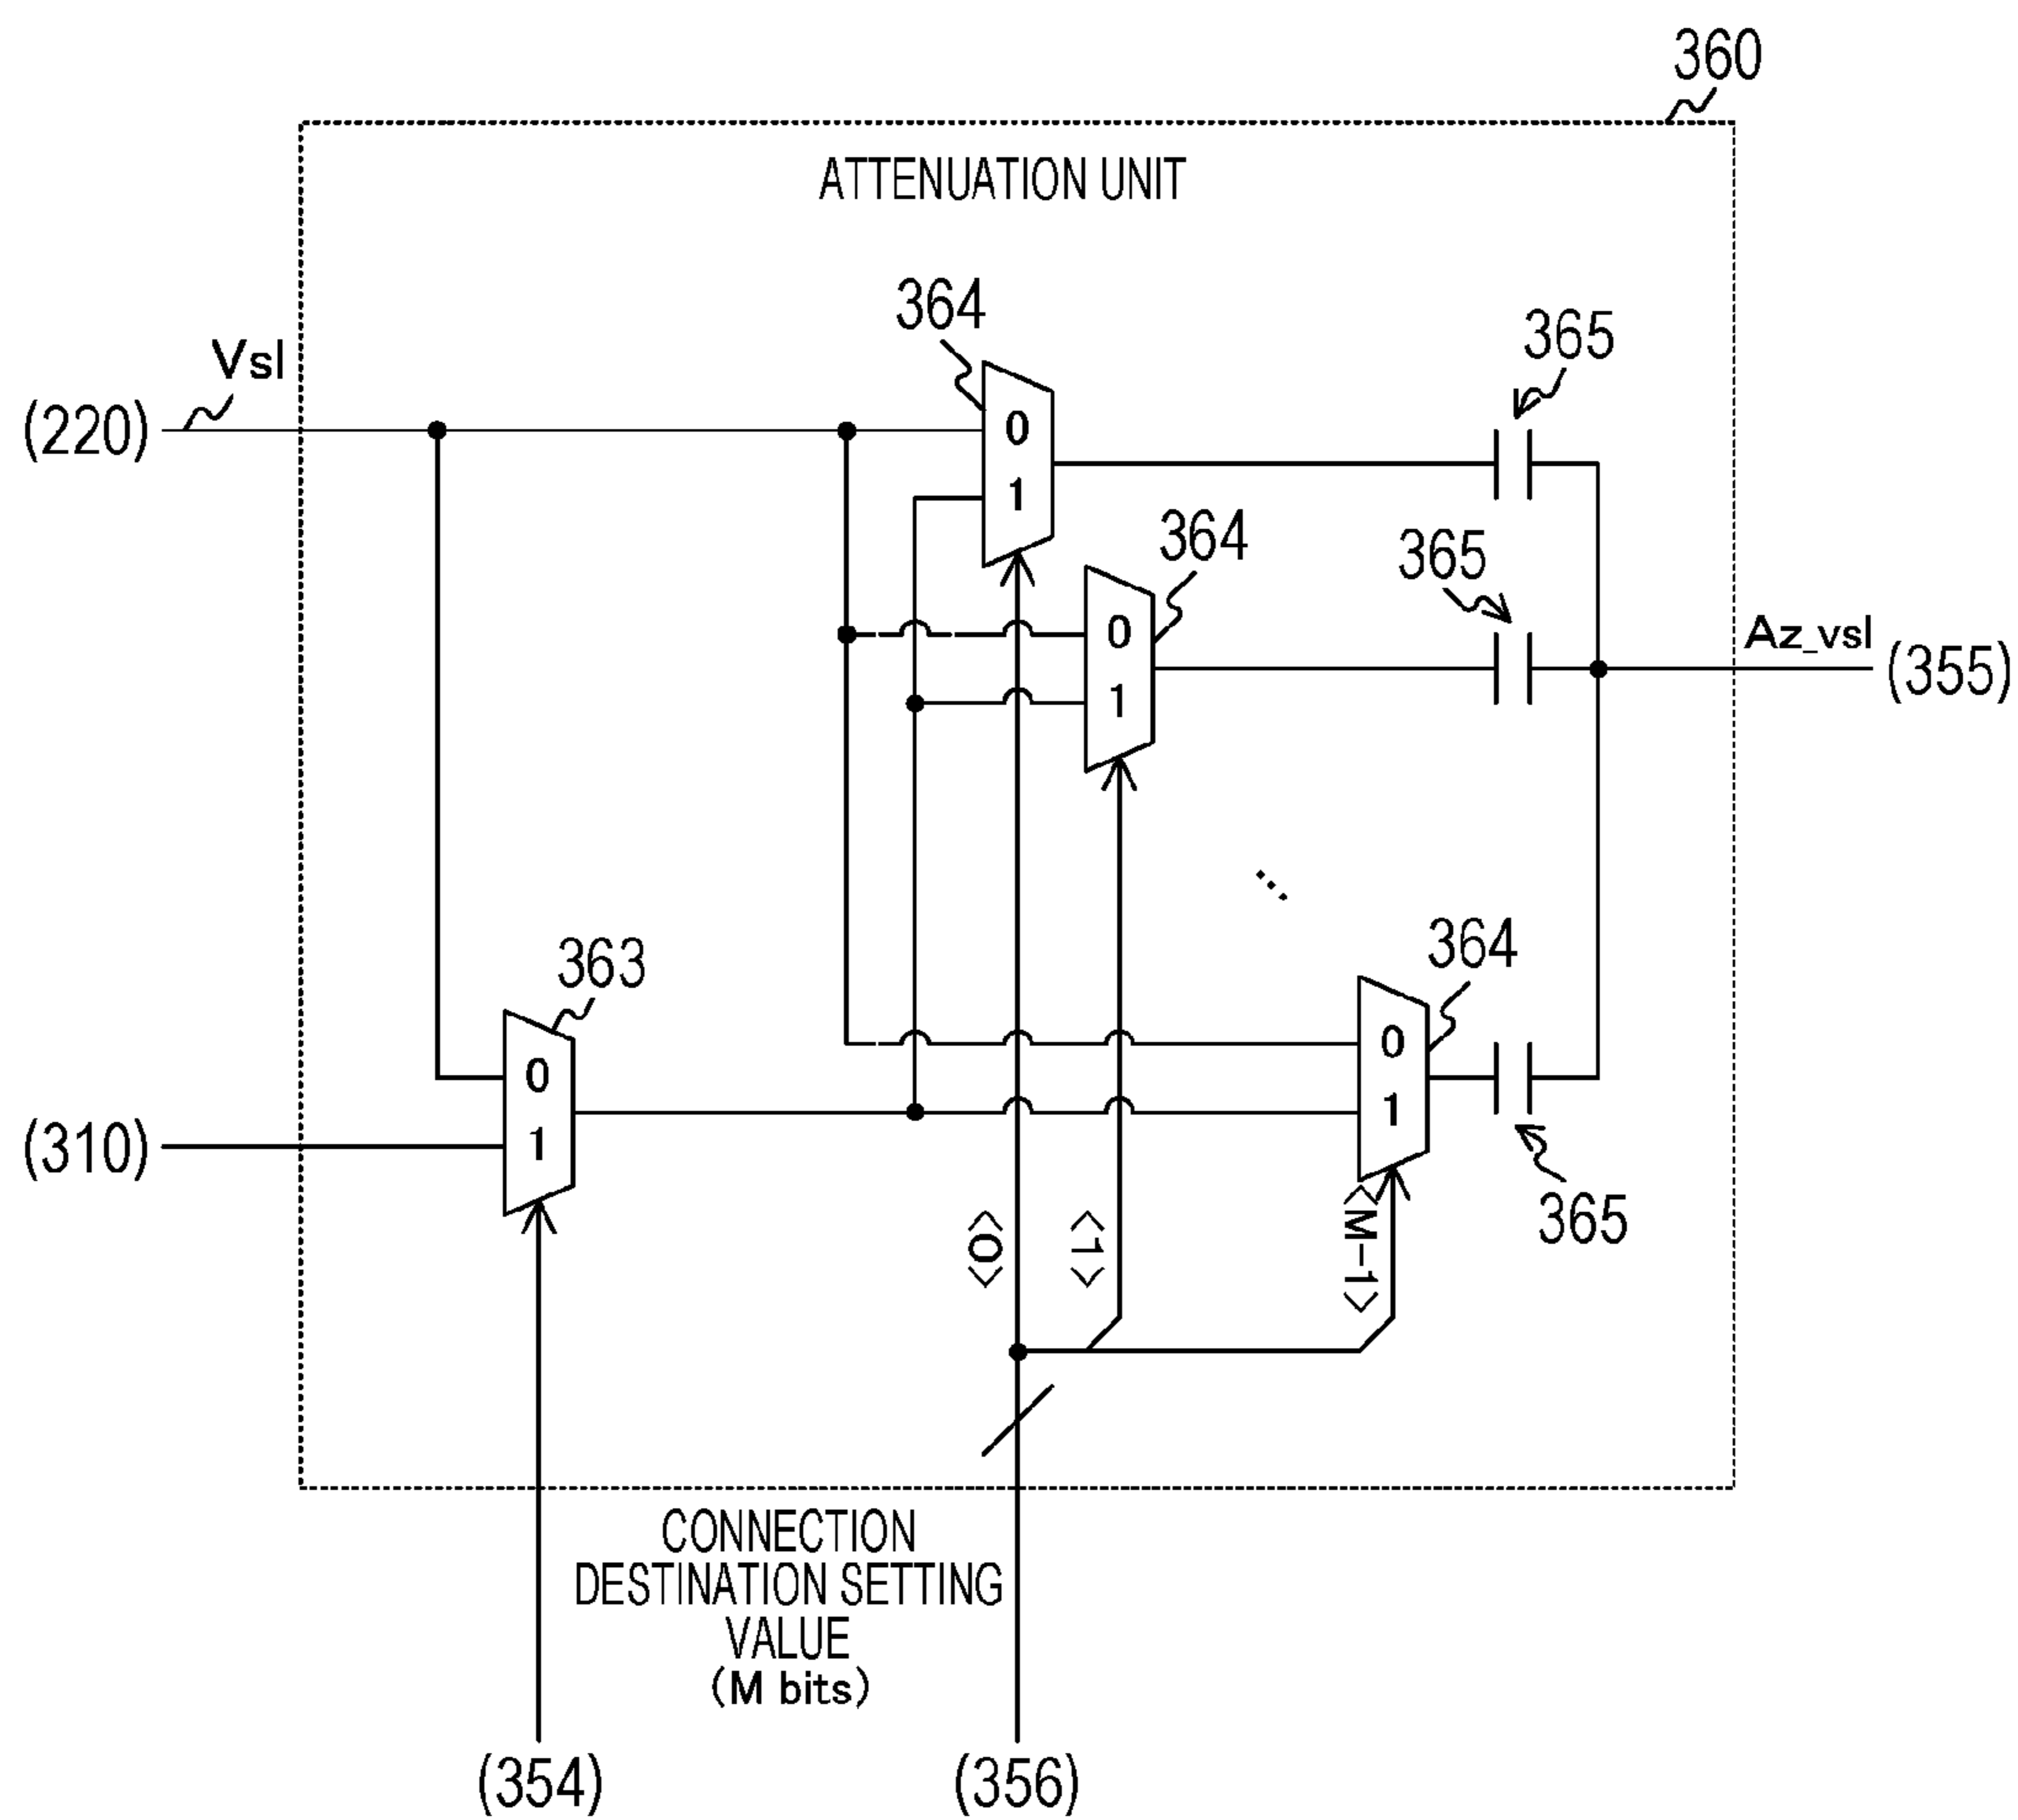 360
ATTENUATION UNIT
364
365
Vsl
(220)
0
1
364
365
0
1
Az_vsl
(355)
364
363
0
1
0
1
(310)
365
<0>
<1>
<M-1>
CONNECTION
DESTINATION SETTING
VALUE
(M bits)
(354)
(356)